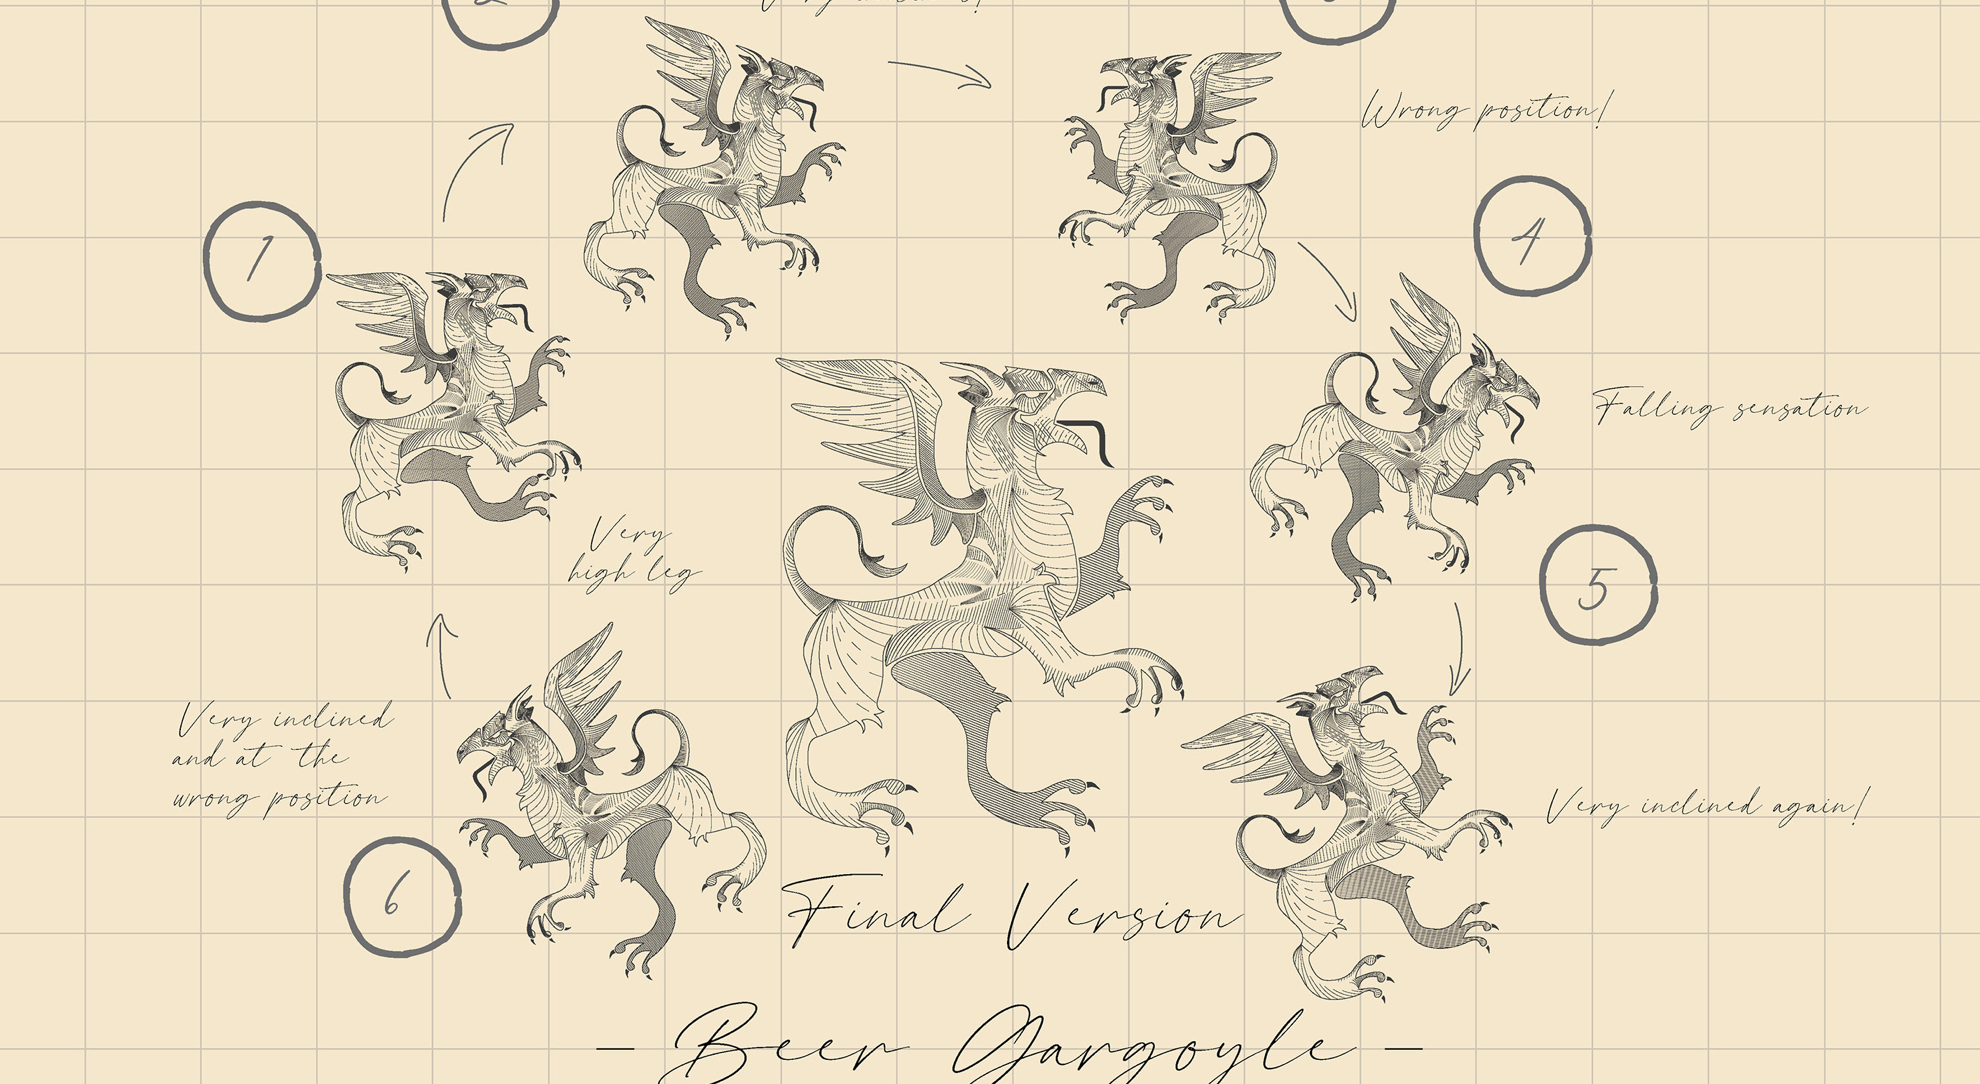 Wrong position!
1
4
Falling sensation
Very
high leg
5
Very inclined
and at the
wrong position
Very inclined again!
6
Final Version
- Beer Gargoyle -